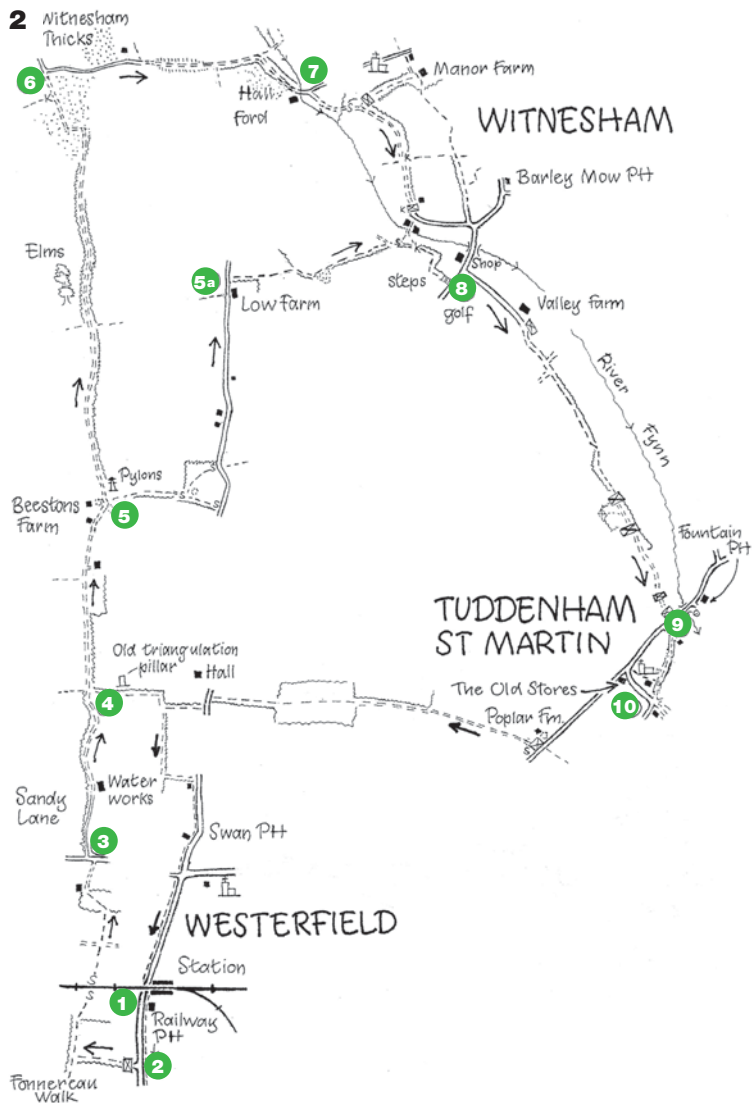 2
Witnesham
Thicks
6
7
Manor Farm
Hall
Ford
S
K
WITNESHAM
Barley Mow PH
K
K
Elms
5a
Low Farm
K
Steps
Shop
8
golf
Valley Farm
River
Fynn
Pylons
Beestons
Farm
5
S
S
Fountain
PH
TUDDENHAM
ST MARTIN
9
Old triangulation
pillar
Hall
The Old Stores
10
4
Poplar Fm.
S
Water
works
Sandy
Lane
3
Swan PH
WESTERFIELD
Station
S
S
1
Railway
PH
2
Fonnereau
Walk